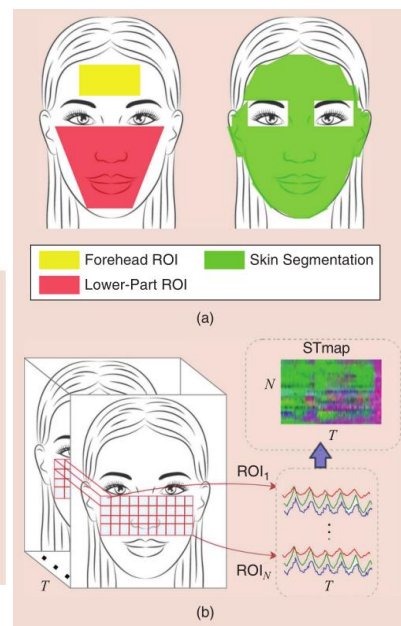 Forehead ROI
Skin Segmentation
Lower-Part ROI
(a)
STmap
N
T
ROI1
ROIN
T
T
(b)